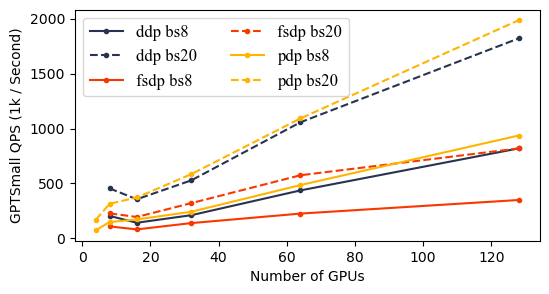 2000
1500
1000
500
0
GPTSmall QPS (1k / Second)
ddp bs8
ddp bs20
fsdp bs8
fsdp bs20
pdp bs8
pdp bs20
0 20 40 60 80 100 120
Number of GPUs